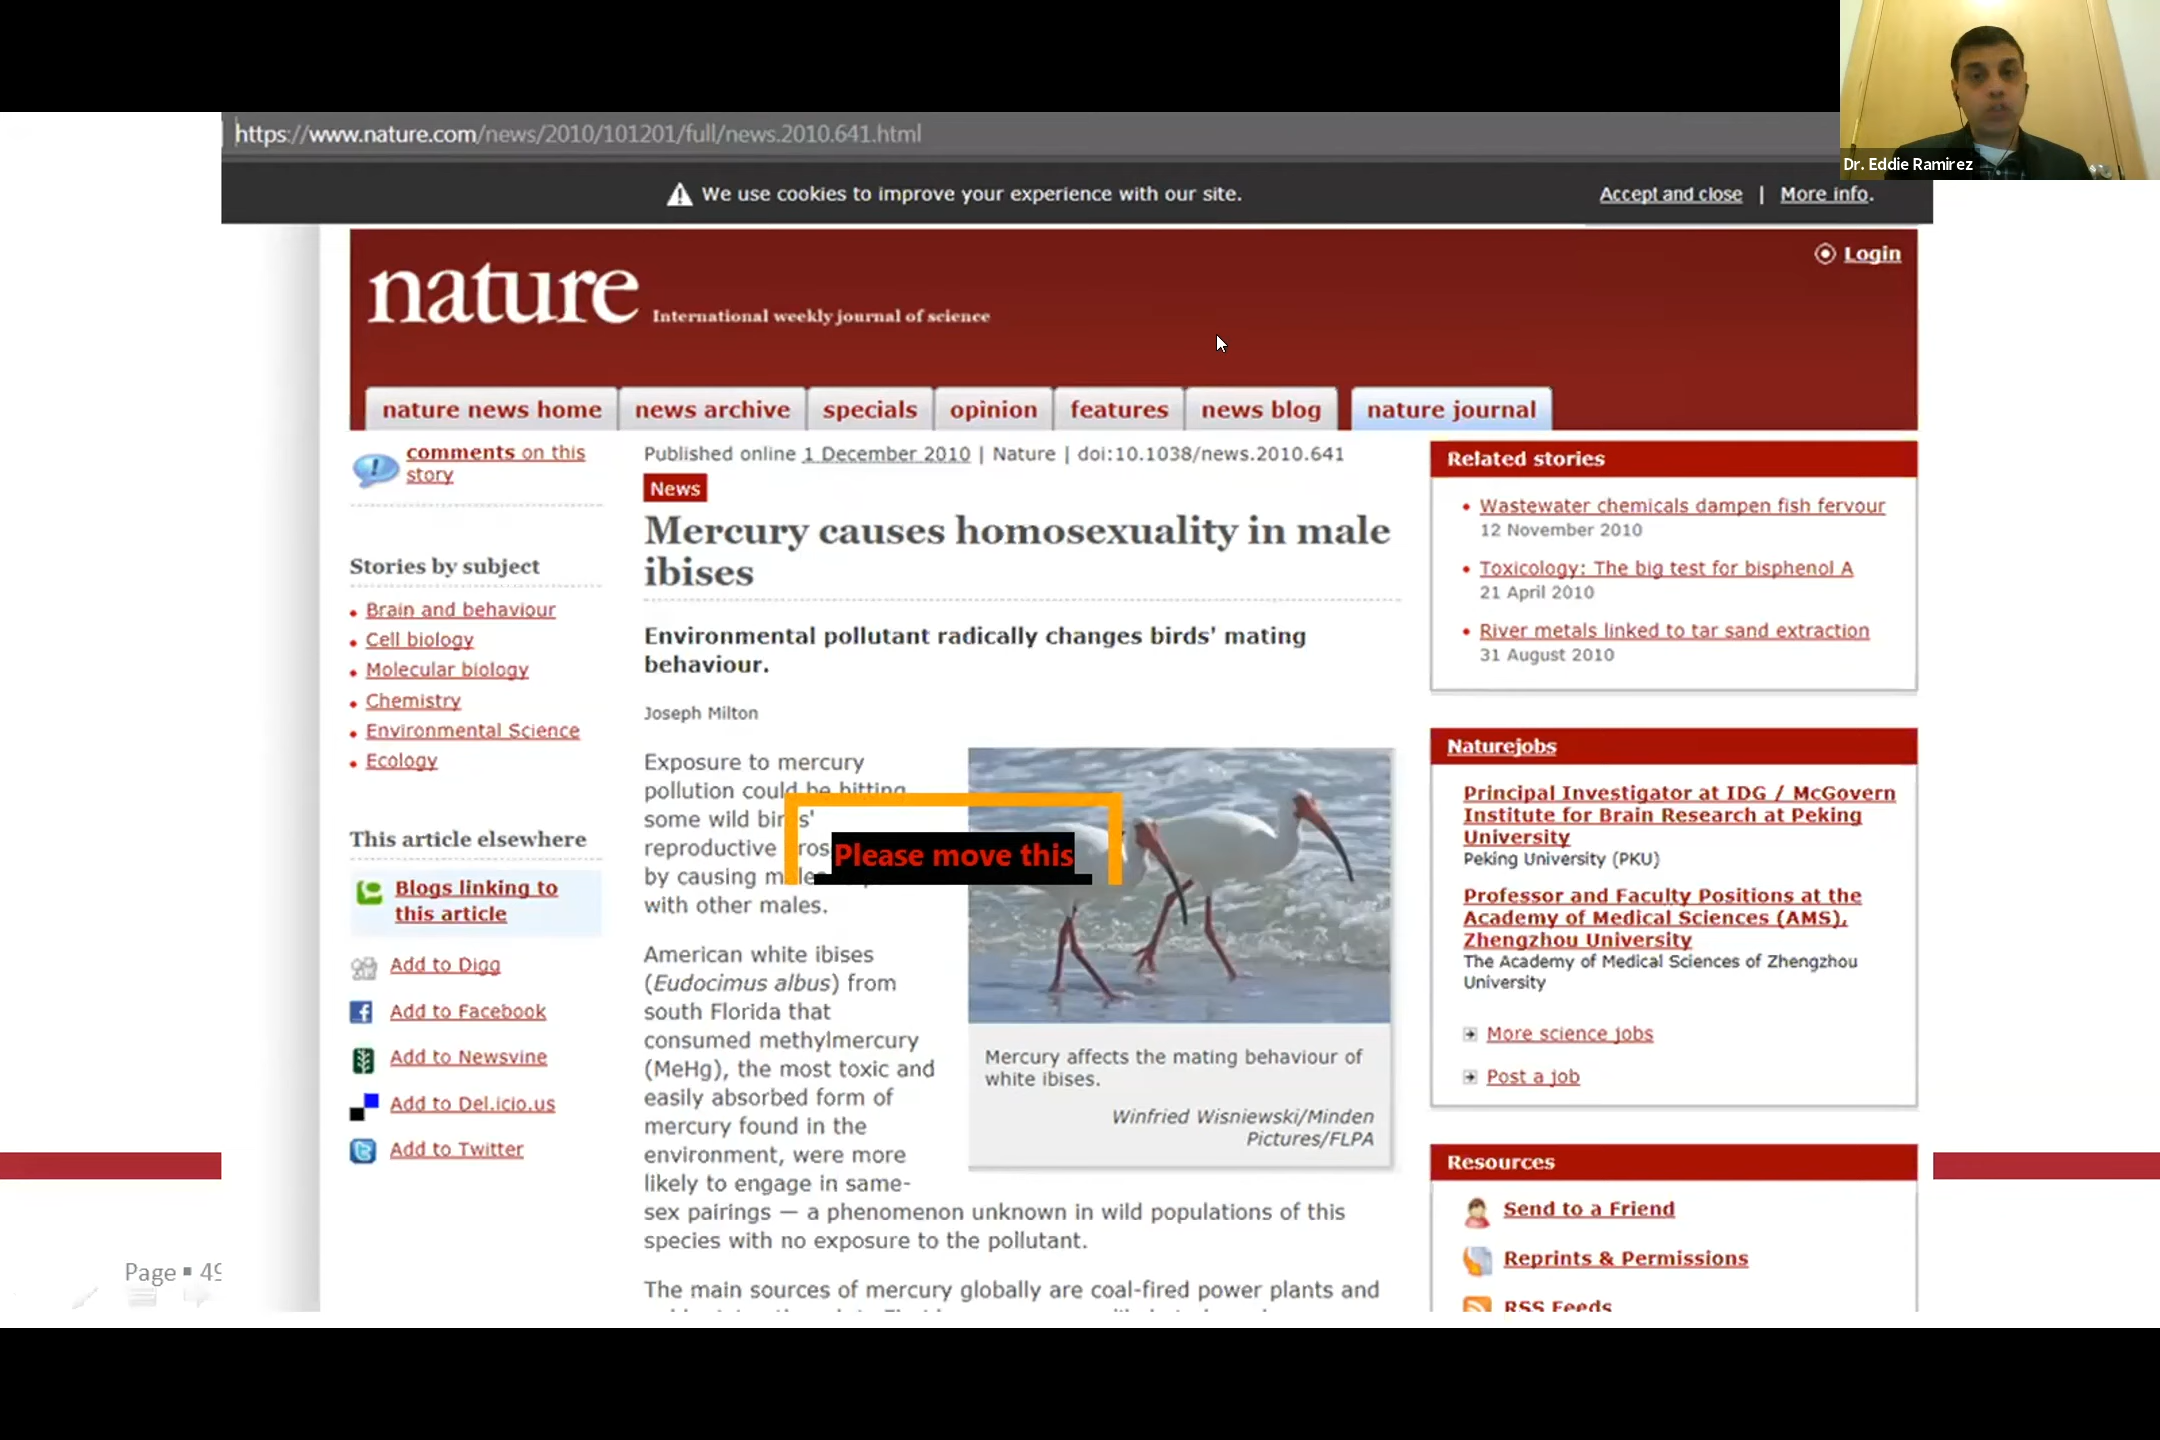 Dr. Eddie Ramirez
https://www.nature.com/news/2010/101201/full/news.2010.641.html
We use cookies to improve your experience with our site.
Accept and close | More info.
Login
nature International weekly journal of science
nature news home
news archive
specials
opinion
features
news blog
nature journal
comments on this
story
Stories by subject
Brain and behaviour
Cell biology
Molecular biology
Chemistry
Environmental Science
Ecology
This article elsewhere
Blogs linking to
this article
Add to Digg
Add to Facebook
Add to Newsvine
Add to Del.icio.us
Add to Twitter
Published online 1 December 2010 | Nature | doi:10.1038/news.2010.641
News
Mercury causes homosexuality in male
ibises
Environmental pollutant radically changes birds' mating
behaviour.
Joseph Milton
Exposure to mercury
pollution could be hitting
some wild birds'
reproductive
by causing
with other males.
Please move this
American white ibises
(Eudocimus albus) from
south Florida that
consumed methylmercury
(MeHg), the most toxic and
easily absorbed form of
mercury found in the
environment, were more
likely to engage in same-
sex pairings — a phenomenon unknown in wild populations of this
species with no exposure to the pollutant.
The main sources of mercury globally are coal-fired power plants and
Mercury affects the mating behaviour of
white ibises.
Winfried Wisniewski/Minden
Pictures/FLPA
Related stories
Wastewater chemicals dampen fish fervour
12 November 2010
Toxicology: The big test for bisphenol A
21 April 2010
River metals linked to tar sand extraction
31 August 2010
Naturejobs
Principal Investigator at IDG / McGovern
Institute for Brain Research at Peking
University
Peking University (PKU)
Professor and Faculty Positions at the
Academy of Medical Sciences (AMS),
Zhengzhou University
The Academy of Medical Sciences of Zhengzhou
University
More science jobs
Post a job
Resources
Send to a Friend
Reprints & Permissions
RSS Feeds
Page ▪ 49